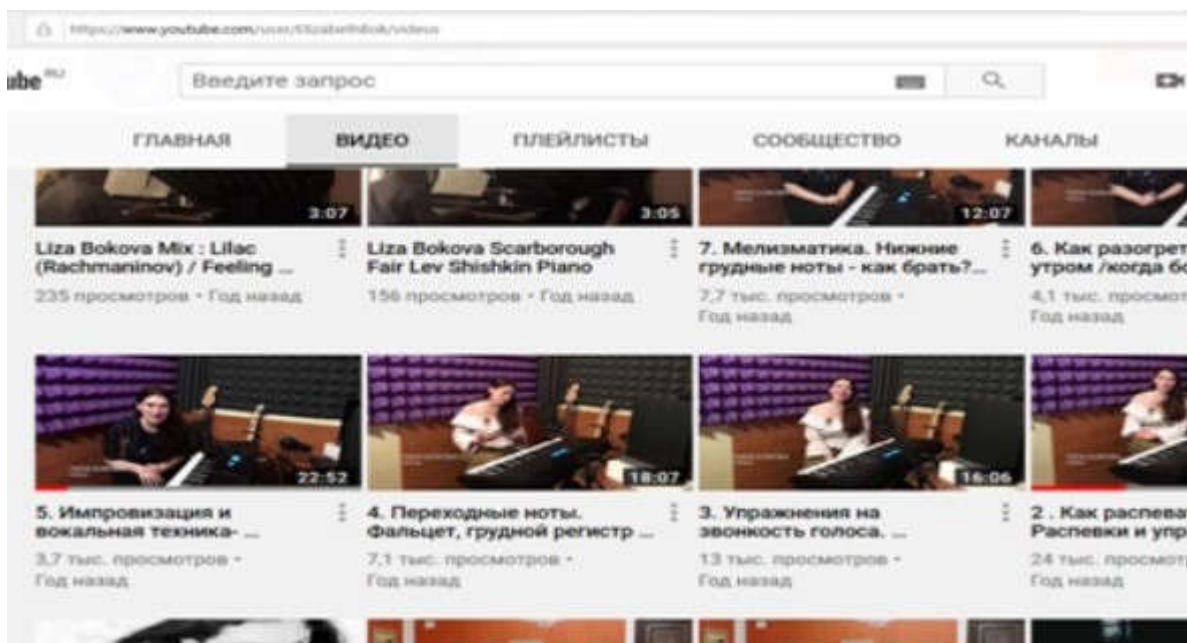 https://www.youtube.com/user/ElizabethBok/videos
ube RU
Введите запрос
ГЛАВНАЯ ВИДЕО ПЛЕЙЛИСТЫ СООБЩЕСТВО КАНАЛЫ
3:07 3:05 12:07
Liza Bokova Mix : Lilac
(Rachmaninov) / Feeling ...
235 просмотров • Год назад
Liza Bokova Scarborough
Fair Lev Shishkin Piano
156 просмотров • Год назад
7. Мелизматика. Нижние
грудные ноты - как брать?...
7,7 тыс. просмотров •
Год назад
6. Как разогрет
утром /когда бо
4,1 тыс. просмот
Год назад
22:52 18:07 16:06
5. Импровизация и
вокальная техника- ...
3,7 тыс. просмотров •
Год назад
4. Переходные ноты.
Фальцет, грудной регистр ...
7,1 тыс. просмотров •
Год назад
3. Упражнения на
звонкость голоса. ...
13 тыс. просмотров •
Год назад
2 . Как распева
Распевки и упр
24 тыс. просмот
Год назад